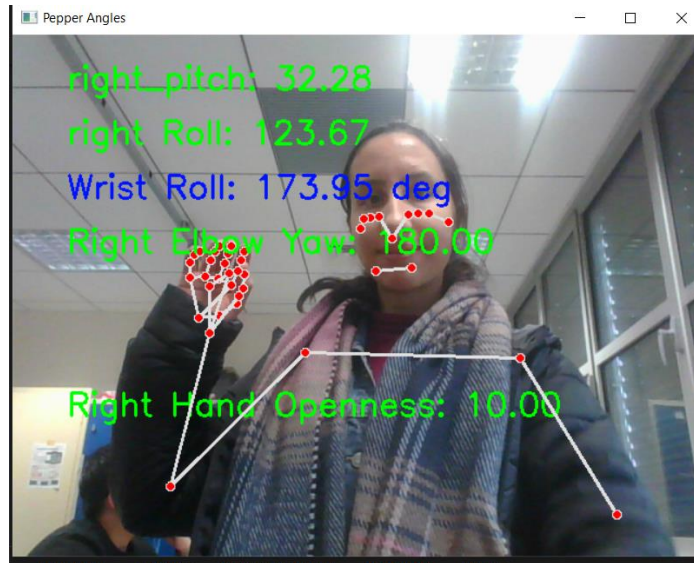 Pepper Angles
right_pitch: 32.28
right Roll: 123.67
Wrist Roll: 173.95 deg
Right Elbow Yaw: 180.00
Right Hand Openness: 10.00